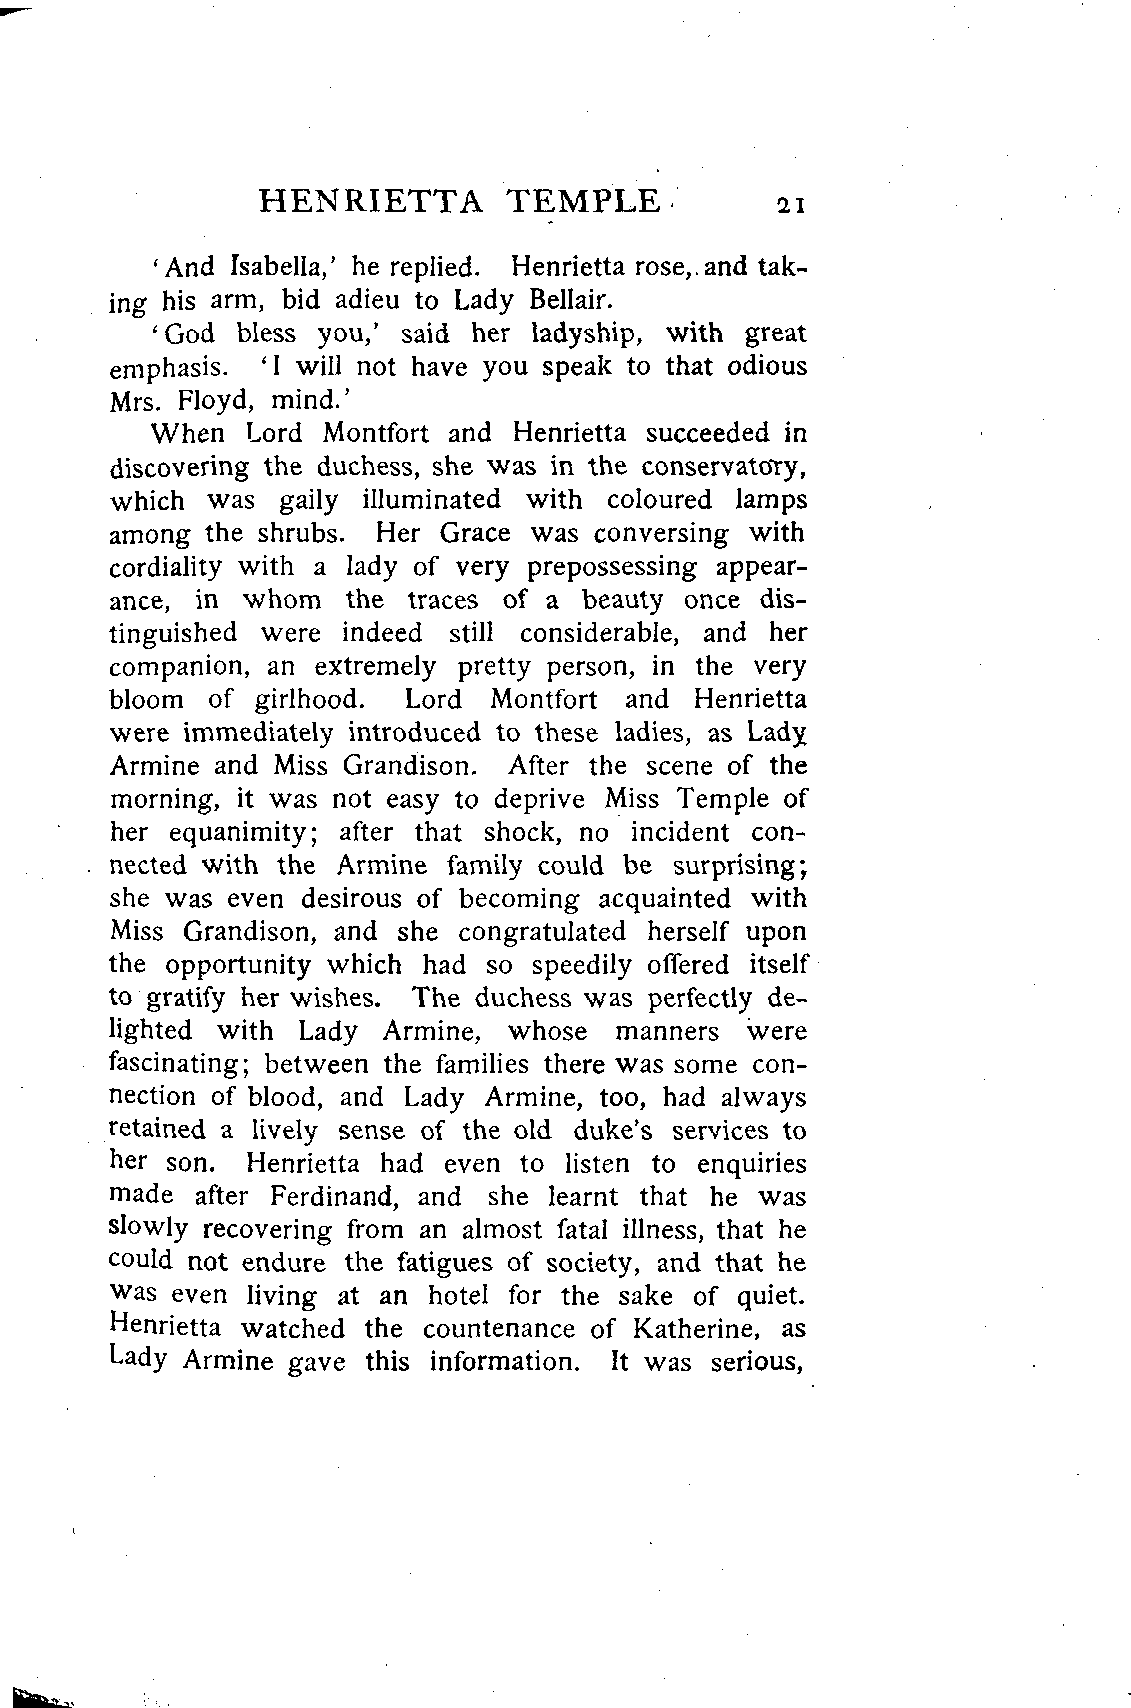 HENRIETTA TEMPLE 21
‘And Isabella,’ he replied. Henrietta rose, and tak-
ing his arm, bid adieu to Lady Bellair.
‘God bless you,’ said her ladyship, with great
emphasis. ‘I will not have you speak to that odious
Mrs. Floyd, mind.’
When Lord Montfort and Henrietta succeeded in
discovering the duchess, she was in the conservatory,
which was gaily illuminated with coloured lamps
among the shrubs. Her Grace was conversing with
cordiality with a lady of very prepossessing appear-
ance, in whom the traces of a beauty once dis-
tinguished were indeed still considerable, and her
companion, an extremely pretty person, in the very
bloom of girlhood. Lord Montfort and Henrietta
were immediately introduced to these ladies, as Lady
Armine and Miss Grandison. After the scene of the
morning, it was not easy to deprive Miss Temple of
her equanimity; after that shock, no incident con-
nected with the Armine family could be surprising;
she was even desirous of becoming acquainted with
Miss Grandison, and she congratulated herself upon
the opportunity which had so speedily offered itself
to gratify her wishes. The duchess was perfectly de-
lighted with Lady Armine, whose manners were
fascinating; between the families there was some con-
nection of blood, and Lady Armine, too, had always
retained a lively sense of the old duke’s services to
her son. Henrietta had even to listen to enquiries
made after Ferdinand, and she learnt that he was
slowly recovering from an almost fatal illness, that he
could not endure the fatigues of society, and that he
was even living at an hotel for the sake of quiet.
Henrietta watched the countenance of Katherine, as
Lady Armine gave this information. It was serious,